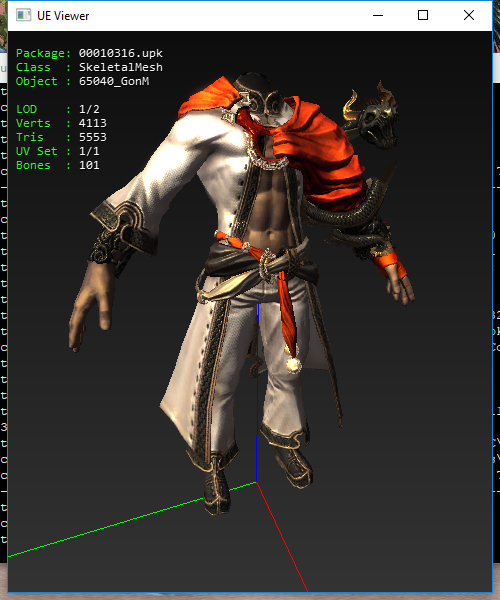 UE Viewer
Package: 00010316.upk
Class : SkeletalMesh
Object : 65040_GonM
LOD : 1/2
Verts : 4113
Tris : 5553
UV Set : 1/1
Bones : 101